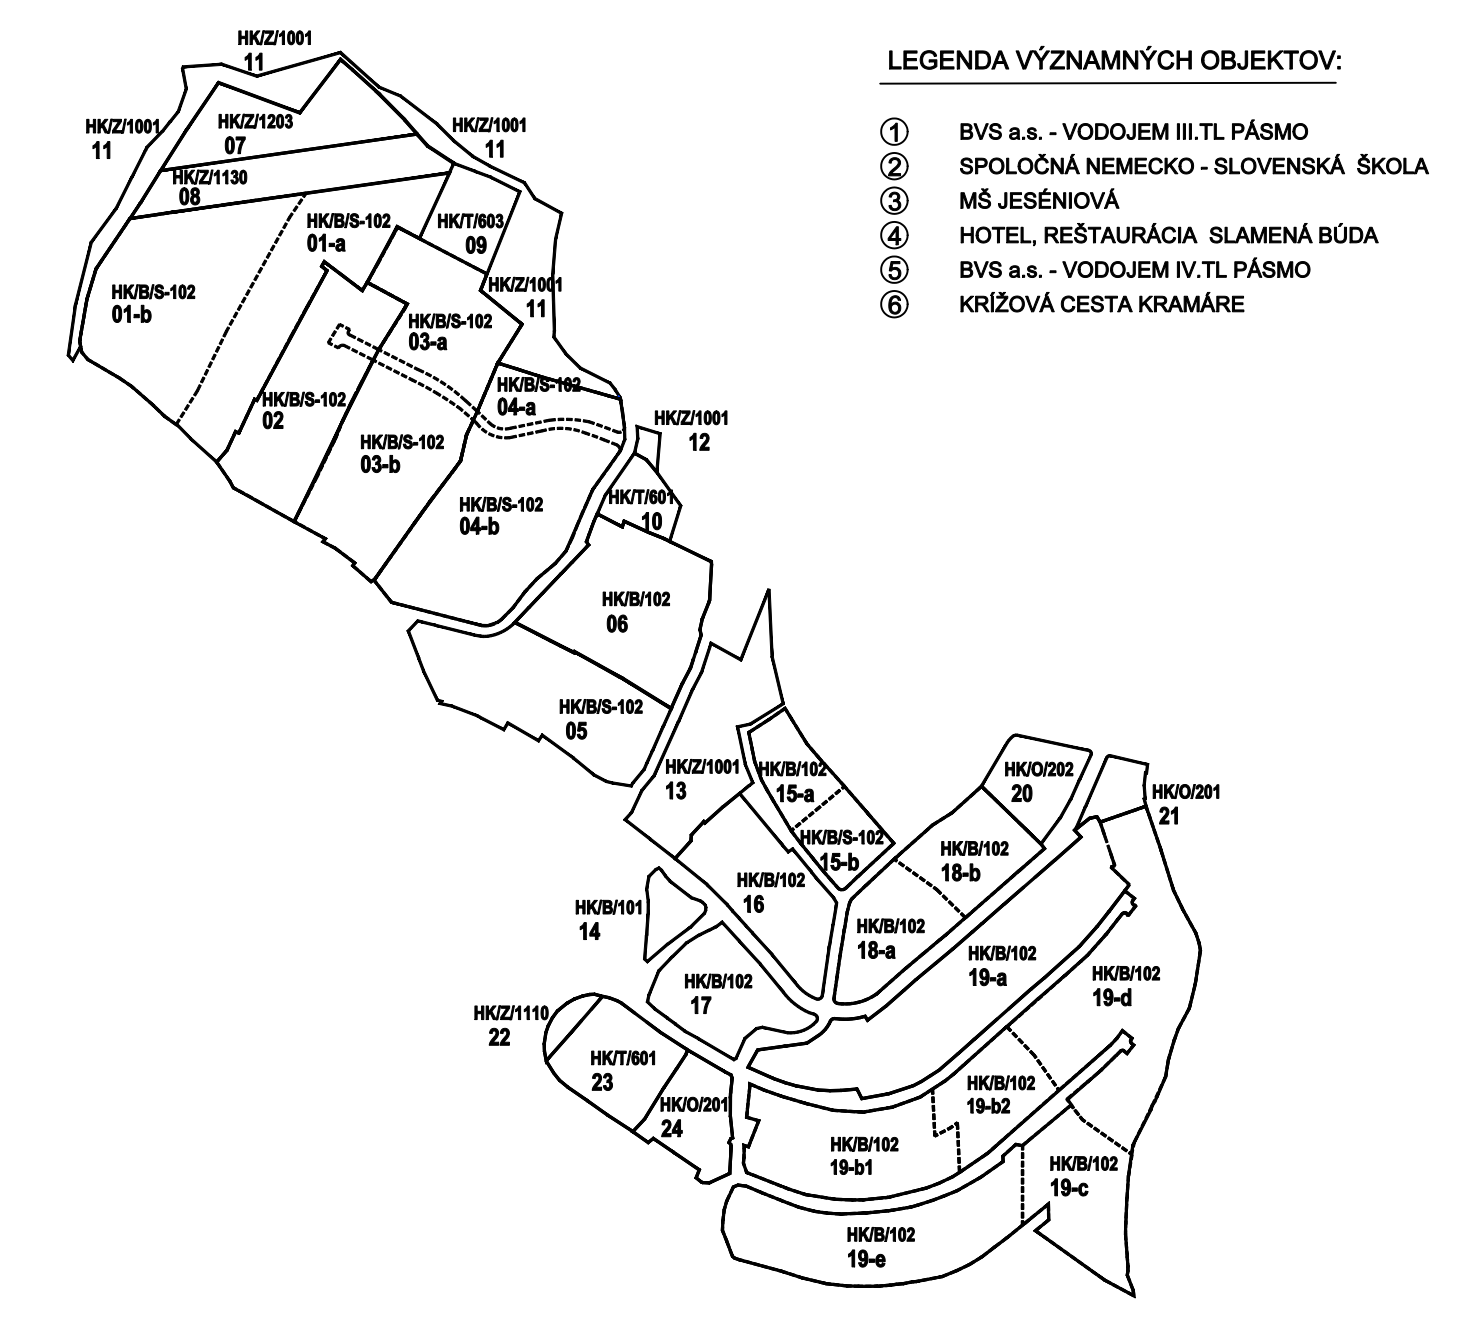 LEGENDA VÝZNAMNÝCH OBJEKTOV:
1 BVS a.s. - VODOJEM III.TL PÁSMO
2 SPOLOČNÁ NEMECKO - SLOVENSKÁ ŠKOLA
3 MŠ JESÉNIOVÁ
4 HOTEL, REŠTAURÁCIA SLAMENÁ BÚDA
5 BVS a.s. - VODOJEM IV.TL PÁSMO
6 KRÍŽOVÁ CESTA KRAMÁRE
HK/Z/1001
11
HK/Z/1001
11
HK/Z/1203
07
HK/Z/1001
11
HK/Z/1130
08
HK/B/S-102
01-a
HK/T/603
09
HK/B/S-102
01-b
HK/Z/1001
11
HK/B/S-102
03-a
HK/B/S-102
02
HK/B/S-102
04-a
HK/Z/1001
12
HK/B/S-102
03-b
HK/B/S-102
04-b
HK/T/601
10
HK/B/102
06
HK/B/S-102
05
HK/Z/1001
13
HK/B/102
15-a
HK/B/S-102
15-b
HK/O/202
20
HK/O/201
21
HK/B/102
18-b
HK/B/102
16
HK/B/101
14
HK/B/102
18-a
HK/B/102
19-a
HK/B/102
17
HK/B/102
19-d
HK/Z/1110
22
HK/T/601
23
HK/O/201
24
HK/B/102
19-b2
HK/B/102
19-b1
HK/B/102
19-c
HK/B/102
19-e